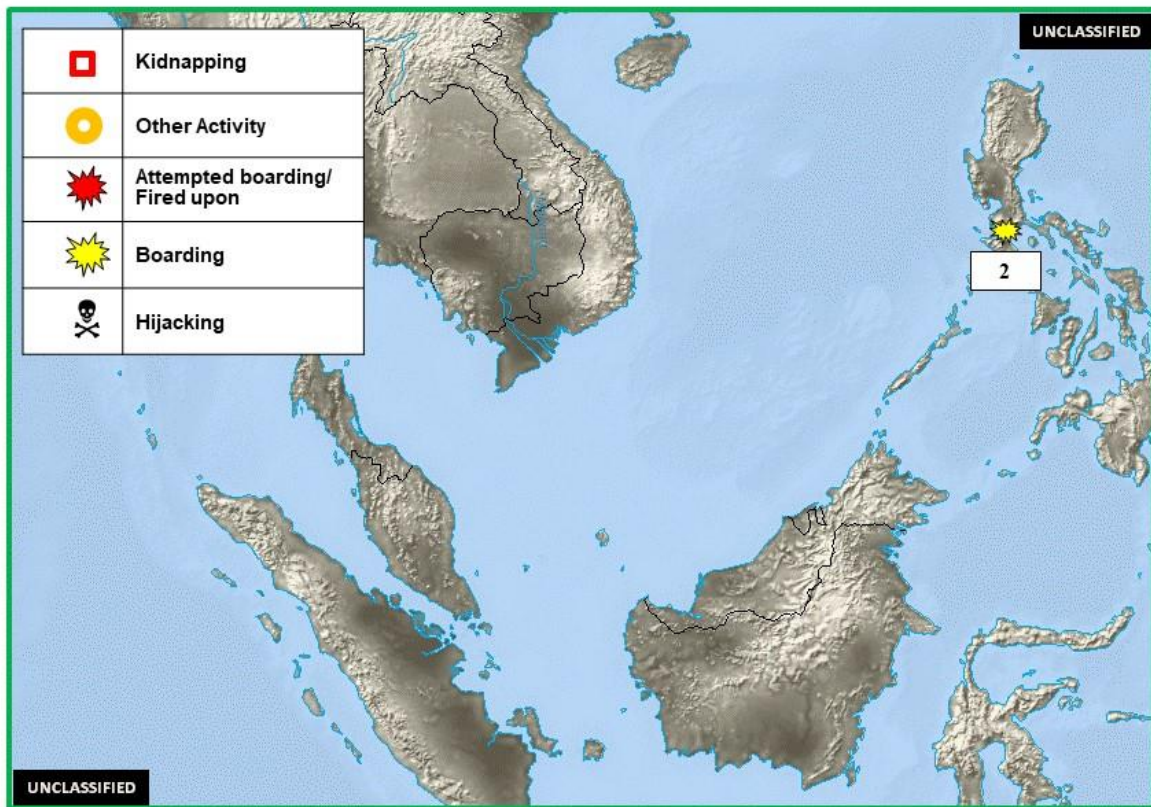 UNCLASSIFIED
Kidnapping
Other Activity
Attempted boarding/
Fired upon
Boarding
Hijacking
2
UNCLASSIFIED